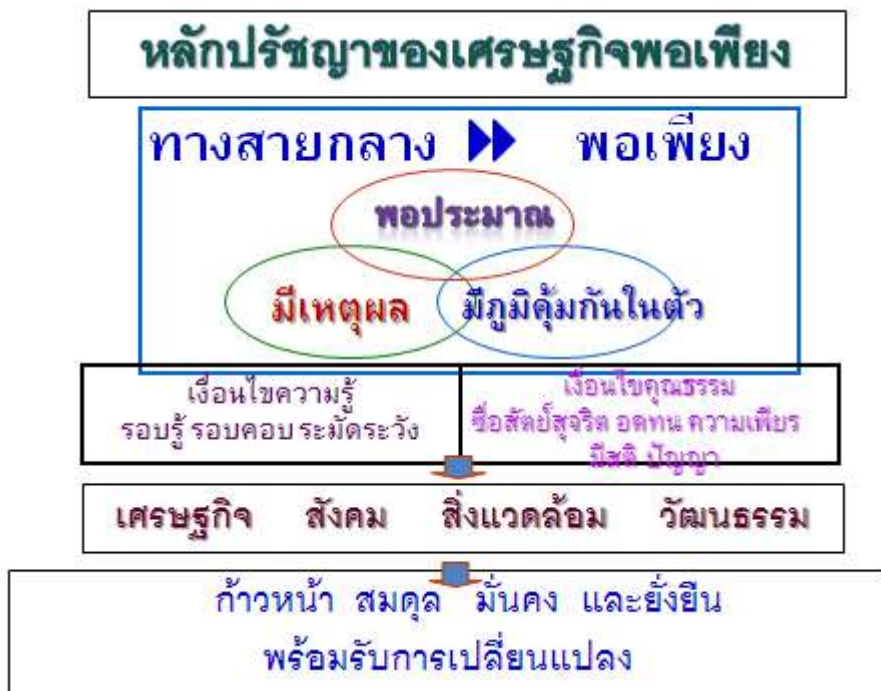 หลักปรัชญาของเศรษฐกิจพอเพียง
ทางสายกลาง พอเพียง
พอประมาณ
มีเหตุผล มีภูมิคุ้มกันในตัว
เงื่อนไขความรู้
รอบรู้ รอบคอบ ระมัดระวัง
เงื่อนไขคุณธรรม
ซื่อสัตย์สุจริต อดทน ความเพียร
มีสติ ปัญญา
เศรษฐกิจ สังคม สิ่งแวดล้อม วัฒนธรรม
ก้าวหน้า สมดุล มั่นคง และยั่งยืน
พร้อมรับการเปลี่ยนแปลง